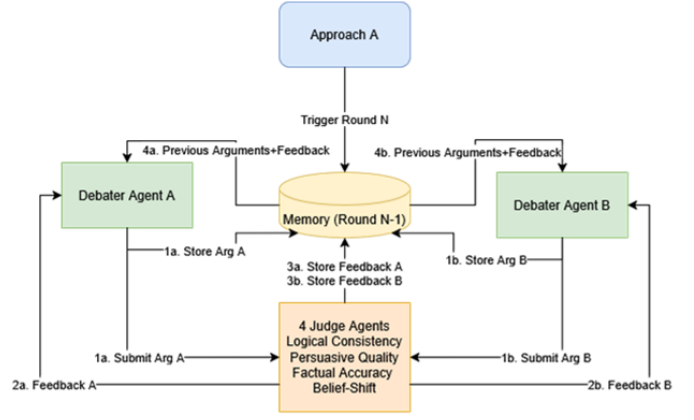 Approach A
Trigger Round N
4a. Previous Arguments+Feedback
4b. Previous Arguments+Feedback
Debater Agent A
Memory (Round N-1)
Debater Agent B
1a. Store Arg A
1b. Store Arg B
3a. Store Feedback A
3b. Store Feedback B
4 Judge Agents
Logical Consistency
Persuasive Quality
Factual Accuracy
Belief-Shift
1a. Submit Arg A
1b. Submit Arg B
2a. Feedback A
2b. Feedback B